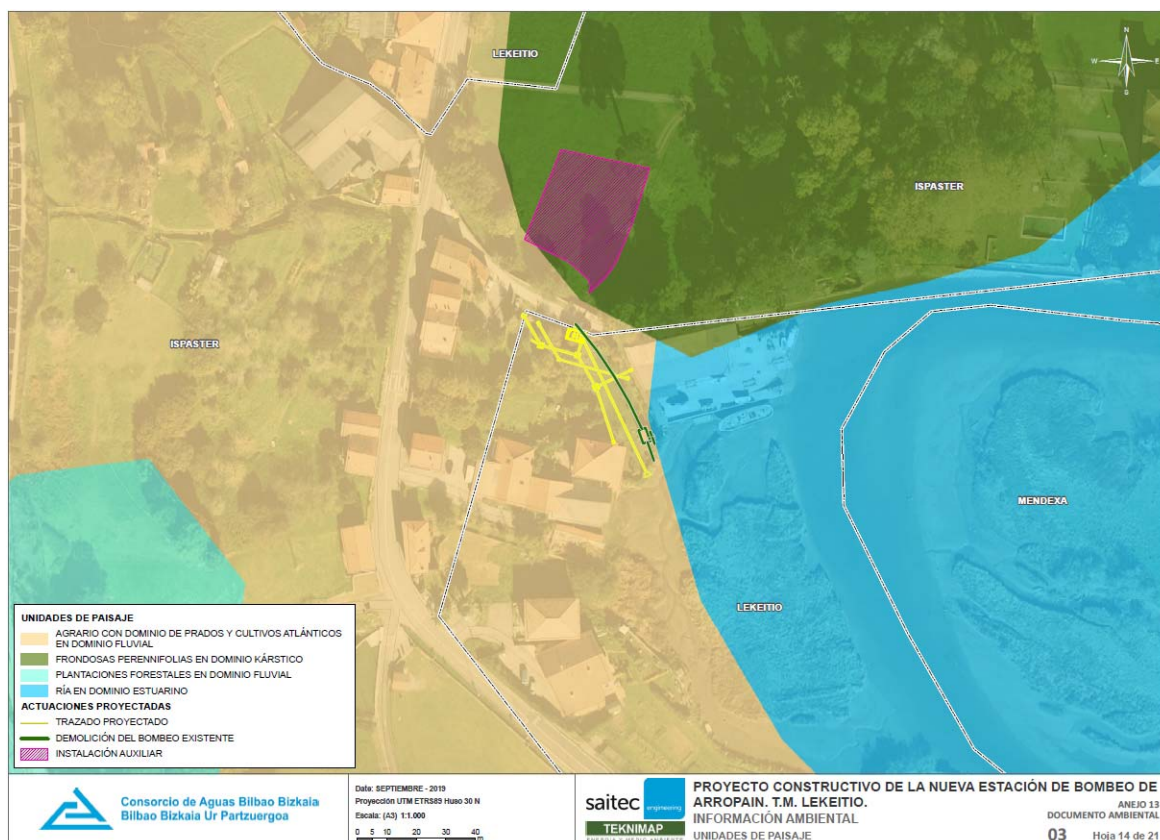 LEKEITIO
N
W
E
S
ISPASTER
ISPASTER
MENDEXA
LEKEITIO
UNIDADES DE PAISAJE
AGRARIO CON DOMINIO DE PRADOS Y CULTIVOS ATLÁNTICOS
EN DOMINIO FLUVIAL
FRONDOSAS PERENNIFOLIAS EN DOMINIO KÁRSTICO
PLANTACIONES FORESTALES EN DOMINIO FLUVIAL
RÍA EN DOMINIO ESTUARINO
ACTUACIONES PROYECTADAS
TRAZADO PROYECTADO
DEMOLICIÓN DEL BOMBEO EXISTENTE
INSTALACIÓN AUXILIAR
Consorcio de Aguas Bilbao Bizkaia
Bilbao Bizkaia Ur Partzuergoa
Date: SEPTIEMBRE - 2019
Proyección UTM ETRS89 Huso 30 N
Escala: (A3) 1:1.000
0 5 10 20 30 40
saitec engineering
TEKNIMAP
PROYECTO CONSTRUCTIVO DE LA NUEVA ESTACIÓN DE BOMBEO DE
ARROPAIN. T.M. LEKEITIO.
INFORMACIÓN AMBIENTAL
UNIDADES DE PAISAJE
ANEJO 13
DOCUMENTO AMBIENTAL
03 Hoja 14 de 21